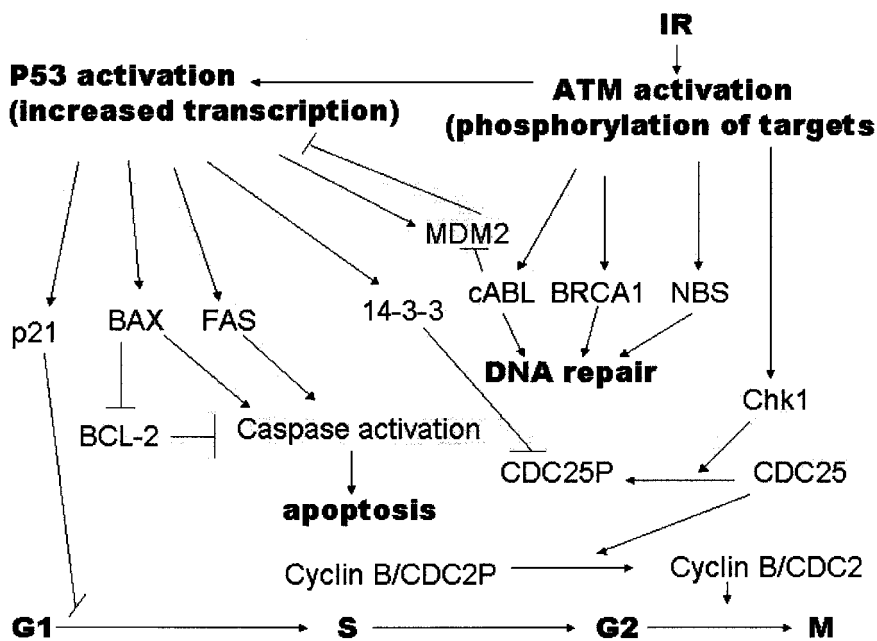 IR
P53 activation
(increased transcription)
ATM activation
(phosphorylation of targets
MDM2
cABL BRCA1 NBS
14-3-3
p21
BAX
FAS
DNA repair
Chk1
BCL-2
Caspase activation
CDC25P
CDC25
apoptosis
Cyclin B/CDC2P
Cyclin B/CDC2
G1
S
G2
M